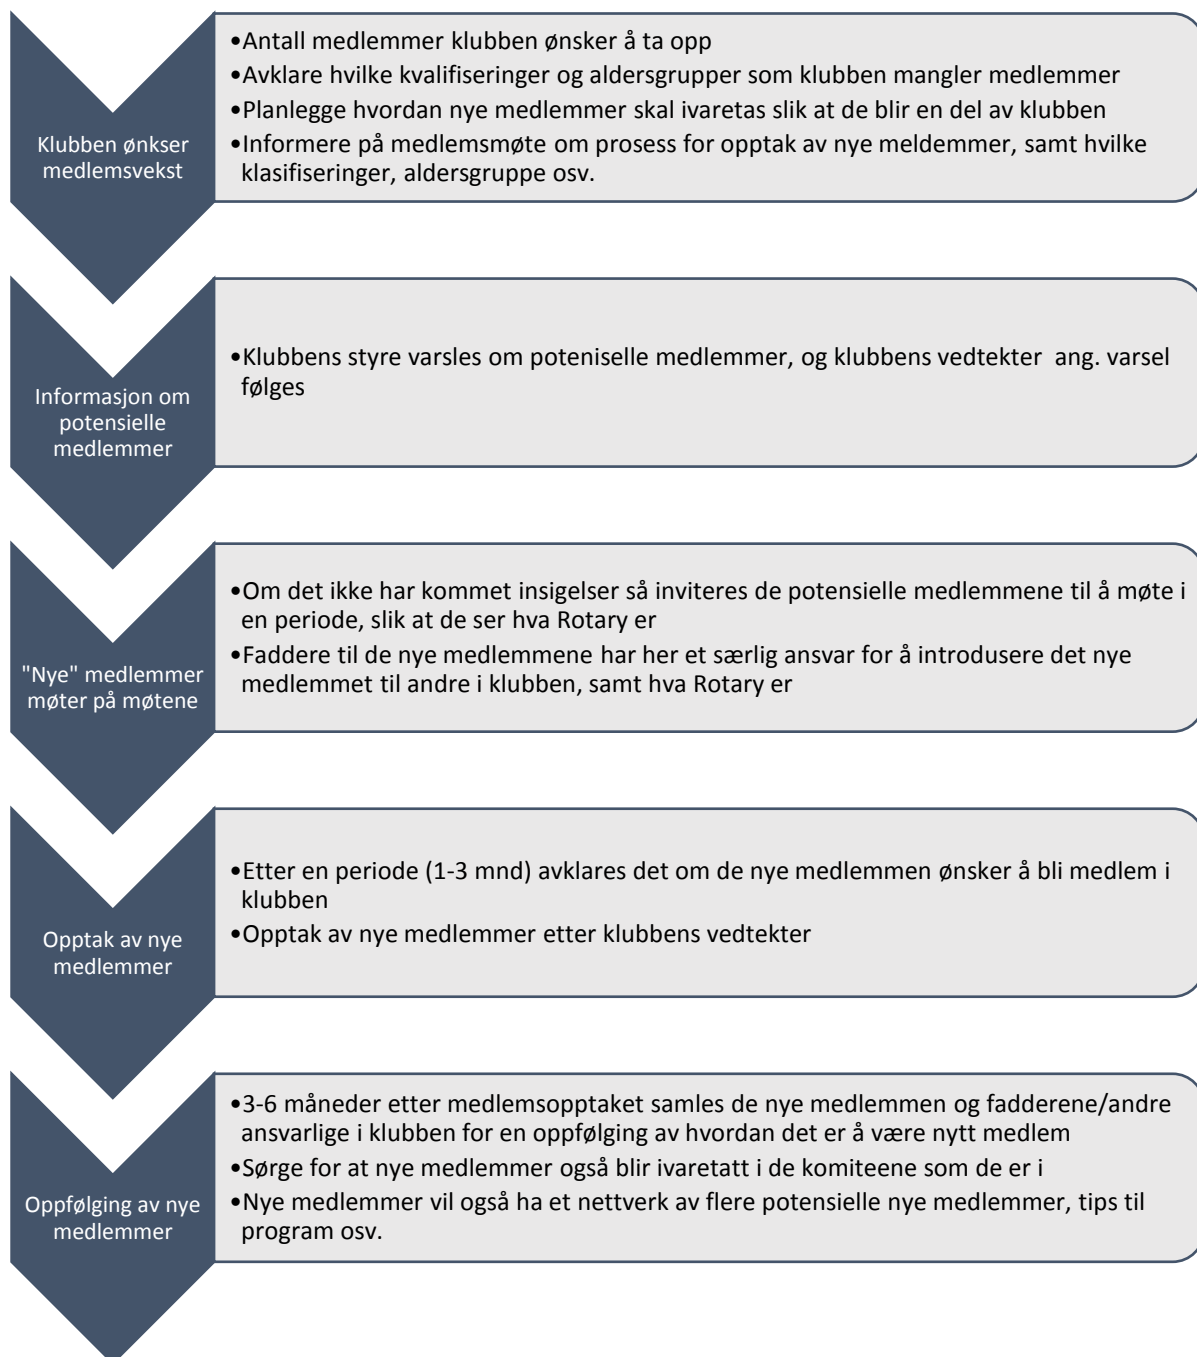 Klubben ønkser
medlemsvekst
•Antall medlemmer klubben ønsker å ta opp
•Avklare hvilke kvalifiseringer og aldersgrupper som klubben mangler medlemmer
•Planlegge hvordan nye medlemmer skal ivaretas slik at de blir en del av klubben
•Informere på medlemsmøte om prosess for opptak av nye meldemmer, samt hvilke
klasifiseringer, aldersgruppe osv.
Informasjon om
potensielle
medlemmer
•Klubbens styre varsles om poteniselle medlemmer, og klubbens vedtekter  ang. varsel
følges
"Nye" medlemmer
møter på møtene
•Om det ikke har kommet insigelser så inviteres de potensielle medlemmene til å møte i
en periode, slik at de ser hva Rotary er
•Faddere til de nye medlemmene har her et særlig ansvar for å introdusere det nye
medlemmet til andre i klubben, samt hva Rotary er
Opptak av nye
medlemmer
•Etter en periode (1-3 mnd) avklares det om de nye medlemmen ønsker å bli medlem i
klubben
•Opptak av nye medlemmer etter klubbens vedtekter
Oppfølging av nye
medlemmer
•3-6 måneder etter medlemsopptaket samles de nye medlemmen og fadderene/andre
ansvarlige i klubben for en oppfølging av hvordan det er å være nytt medlem
•Sørge for at nye medlemmer også blir ivaretatt i de komiteene som de er i
•Nye medlemmer vil også ha et nettverk av flere potensielle nye medlemmer, tips til
program osv.